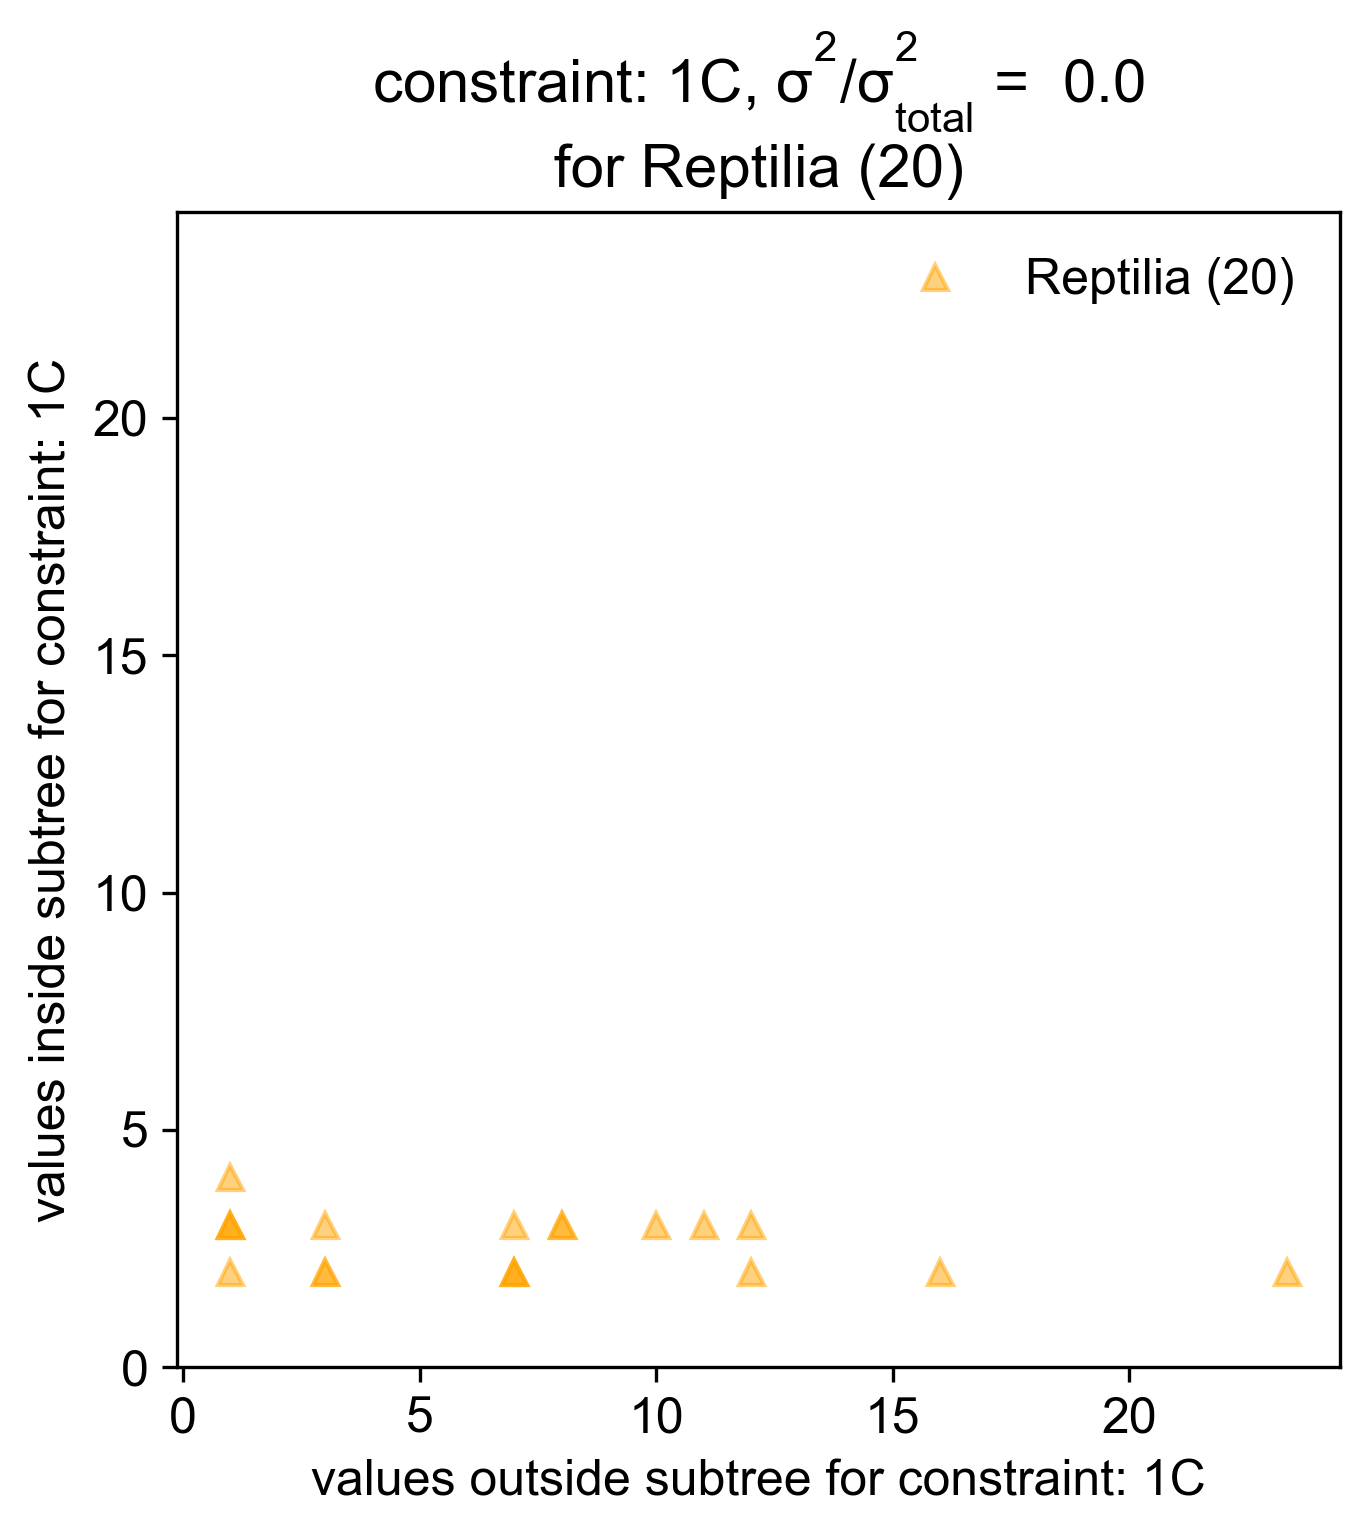 constraint: 1C, σ²/σ²total = 0.0
for Reptilia (20)
Reptilia (20)
values inside subtree for constraint: 1C
20
15
10
5
0
0 5 10 15 20
values outside subtree for constraint: 1C